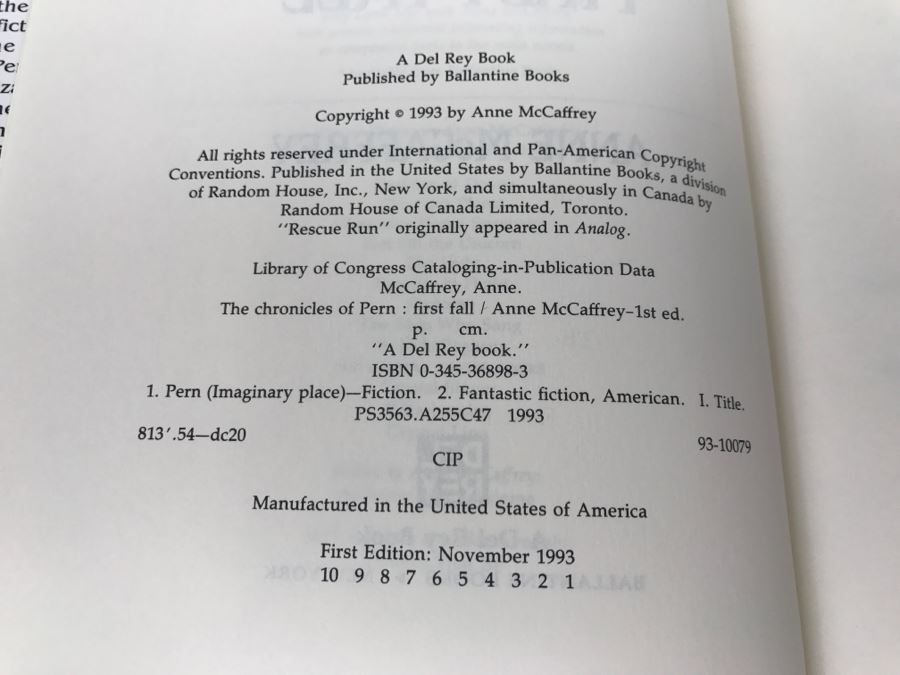 the
fict
A Del Rey Book
Published by Ballantine Books
Copyright © 1993 by Anne McCaffrey
All rights reserved under International and Pan-American Copyright
Conventions. Published in the United States by Ballantine Books, a division
of Random House, Inc., New York, and simultaneously in Canada by
Random House of Canada Limited, Toronto.
"Rescue Run" originally appeared in Analog.
Library of Congress Cataloging-in-Publication Data
McCaffrey, Anne.
The chronicles of Pern : first fall / Anne McCaffrey–1st ed.
p. cm.
"A Del Rey book."
ISBN 0-345-36898-3
1. Pern (Imaginary place)—Fiction. 2. Fantastic fiction, American. I. Title.
PS3563.A255C47 1993
813'.54—dc20 93-10079
CIP
Manufactured in the United States of America
First Edition: November 1993
10 9 8 7 6 5 4 3 2 1